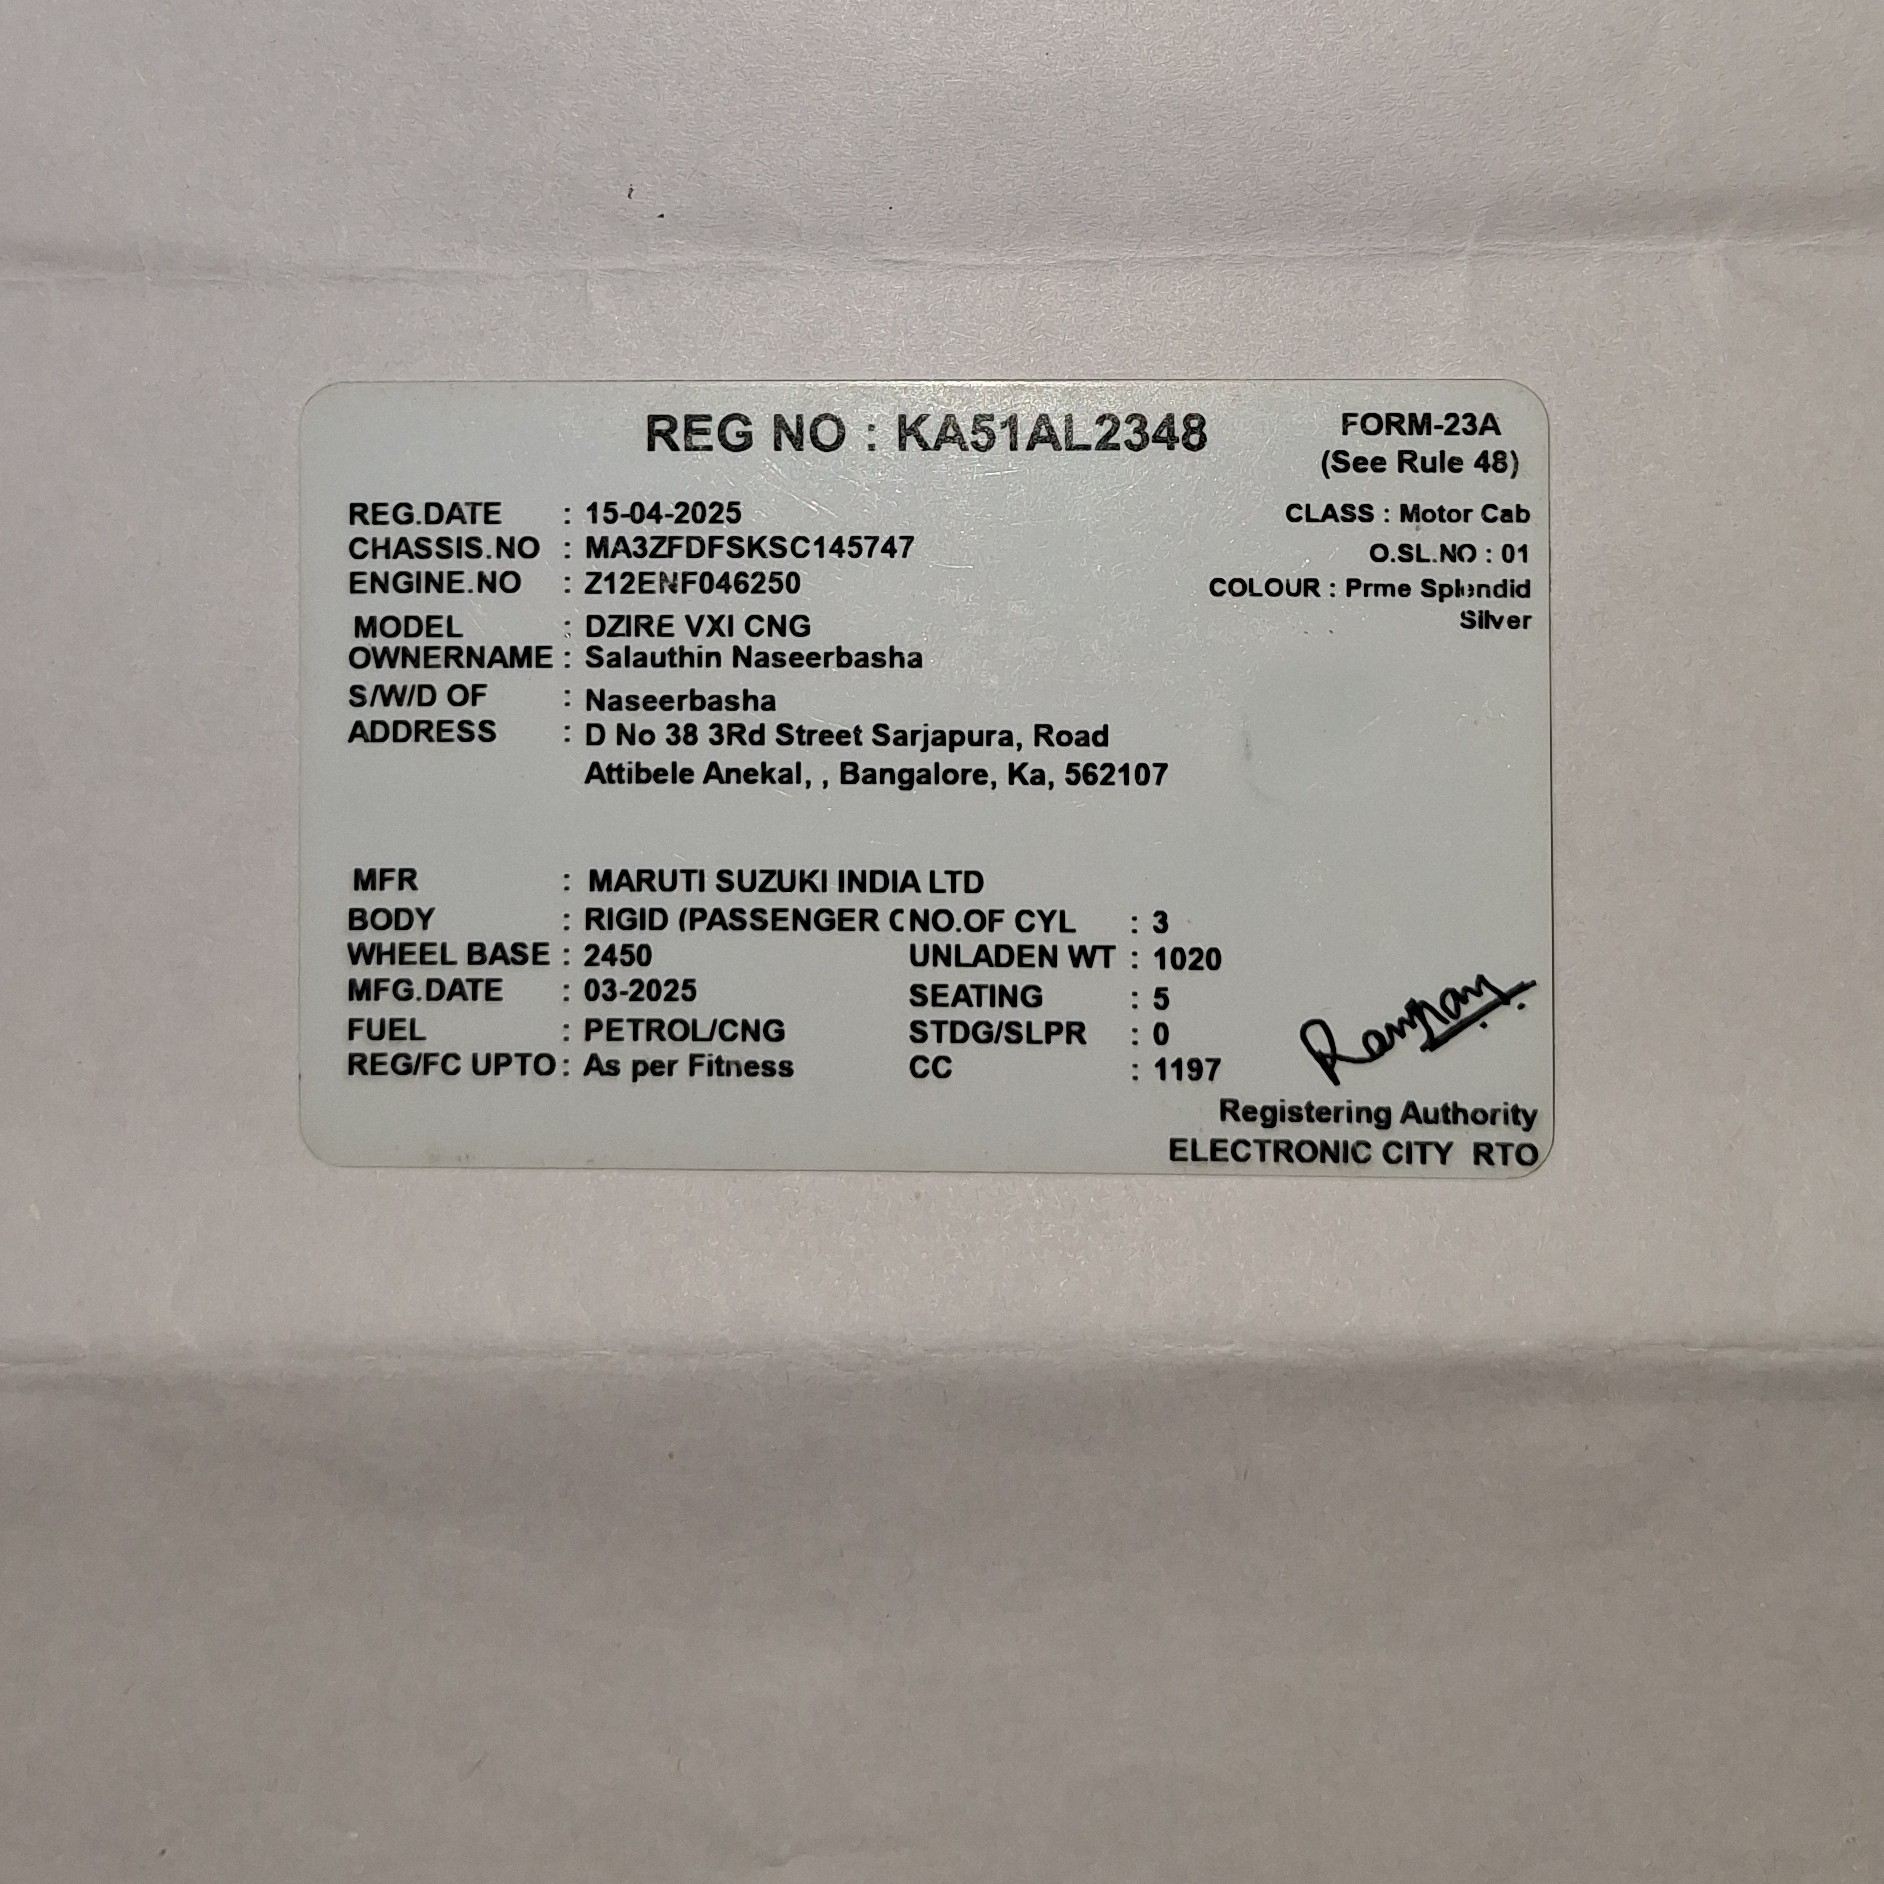 REG NO : KA51AL2348
FORM-23A
(See Rule 48)
REG.DATE : 15-04-2025
CLASS : Motor Cab
CHASSIS.NO : MA3ZFDFSKSC145747
O.SL.NO : 01
ENGINE.NO : Z12ENF046250
COLOUR : Prme Splendid
Silver
MODEL : DZIRE VXI CNG
OWNERNAME : Salauthin Naseerbasha
S/W/D OF : Naseerbasha
ADDRESS : D No 38 3Rd Street Sarjapura, Road
Attibele Anekal, , Bangalore, Ka, 562107
MFR : MARUTI SUZUKI INDIA LTD
BODY : RIGID (PASSENGER C NO.OF CYL : 3
WHEEL BASE : 2450 UNLADEN WT : 1020
MFG.DATE : 03-2025 SEATING : 5
FUEL : PETROL/CNG STDG/SLPR : 0
REG/FC UPTO : As per Fitness CC : 1197
Registering Authority
ELECTRONIC CITY RTO